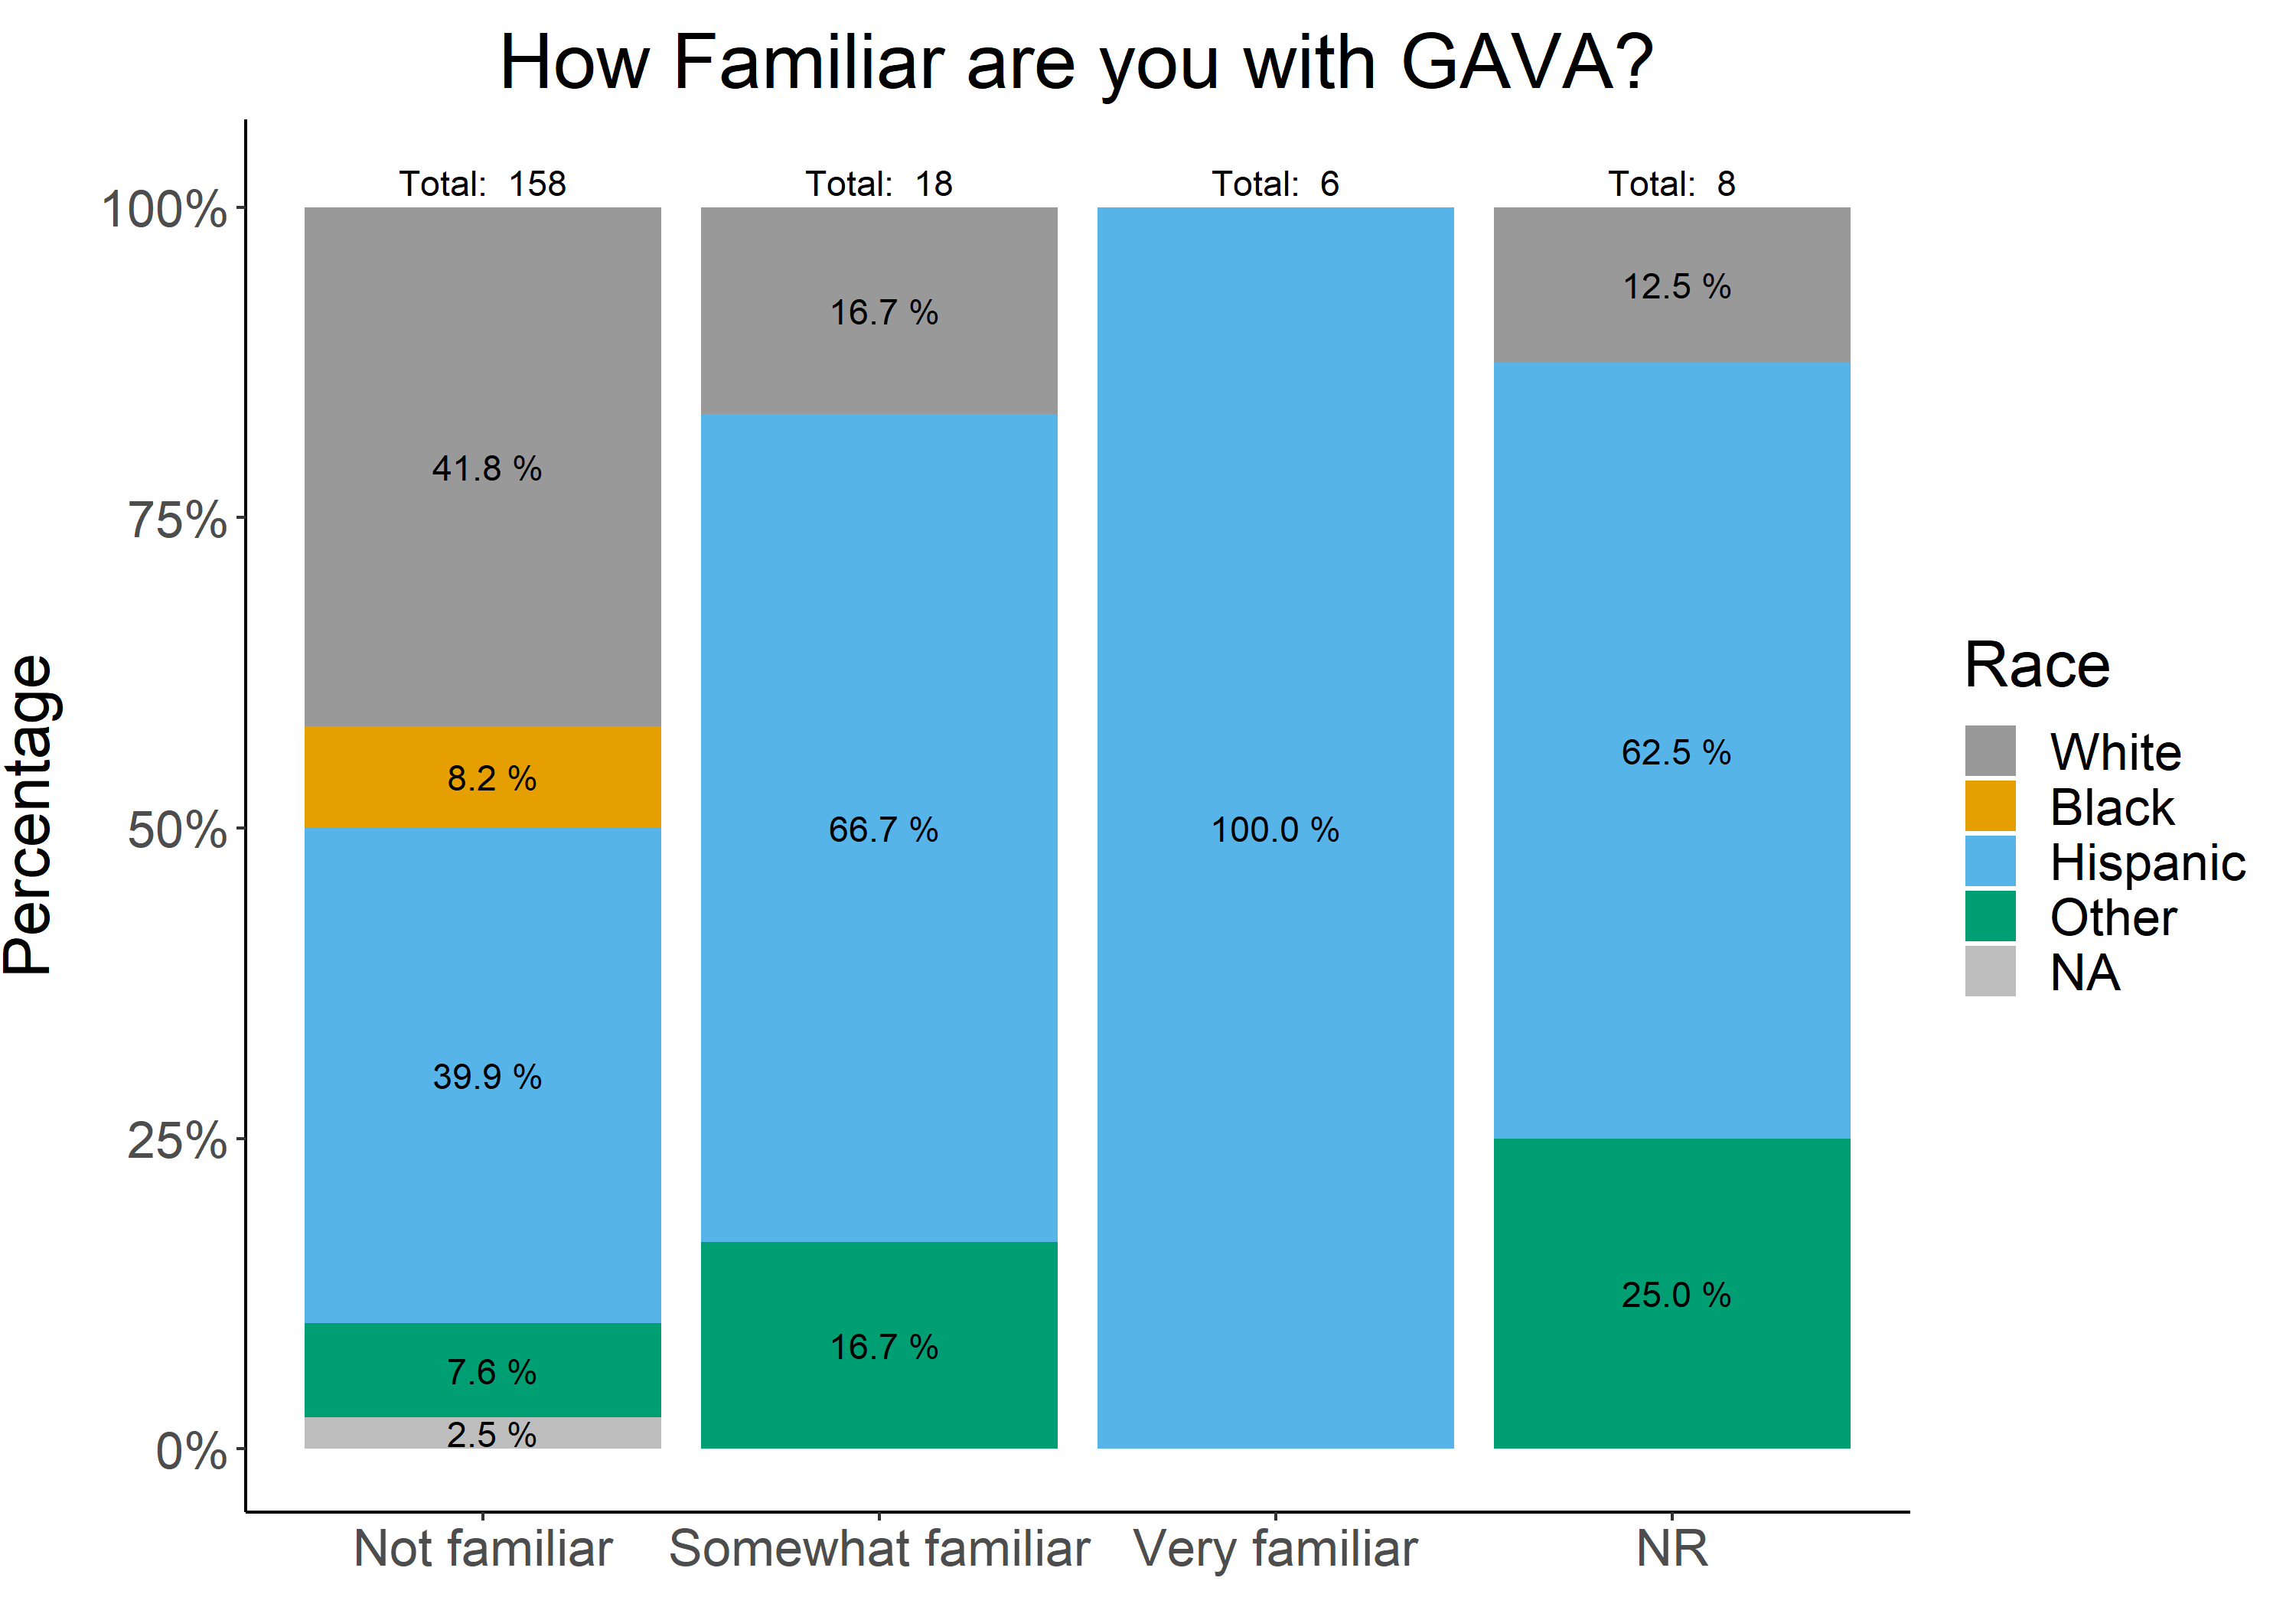 How Familiar are you with GAVA?
Total: 158
Total: 18
Total: 6
Total: 8
100%
75%
50%
25%
0%
Percentage
41.8 %
8.2 %
39.9 %
7.6 %
2.5 %
16.7 %
66.7 %
16.7 %
100.0 %
12.5 %
62.5 %
25.0 %
Not familiar
Somewhat familiar
Very familiar
NR
Race
White
Black
Hispanic
Other
NA